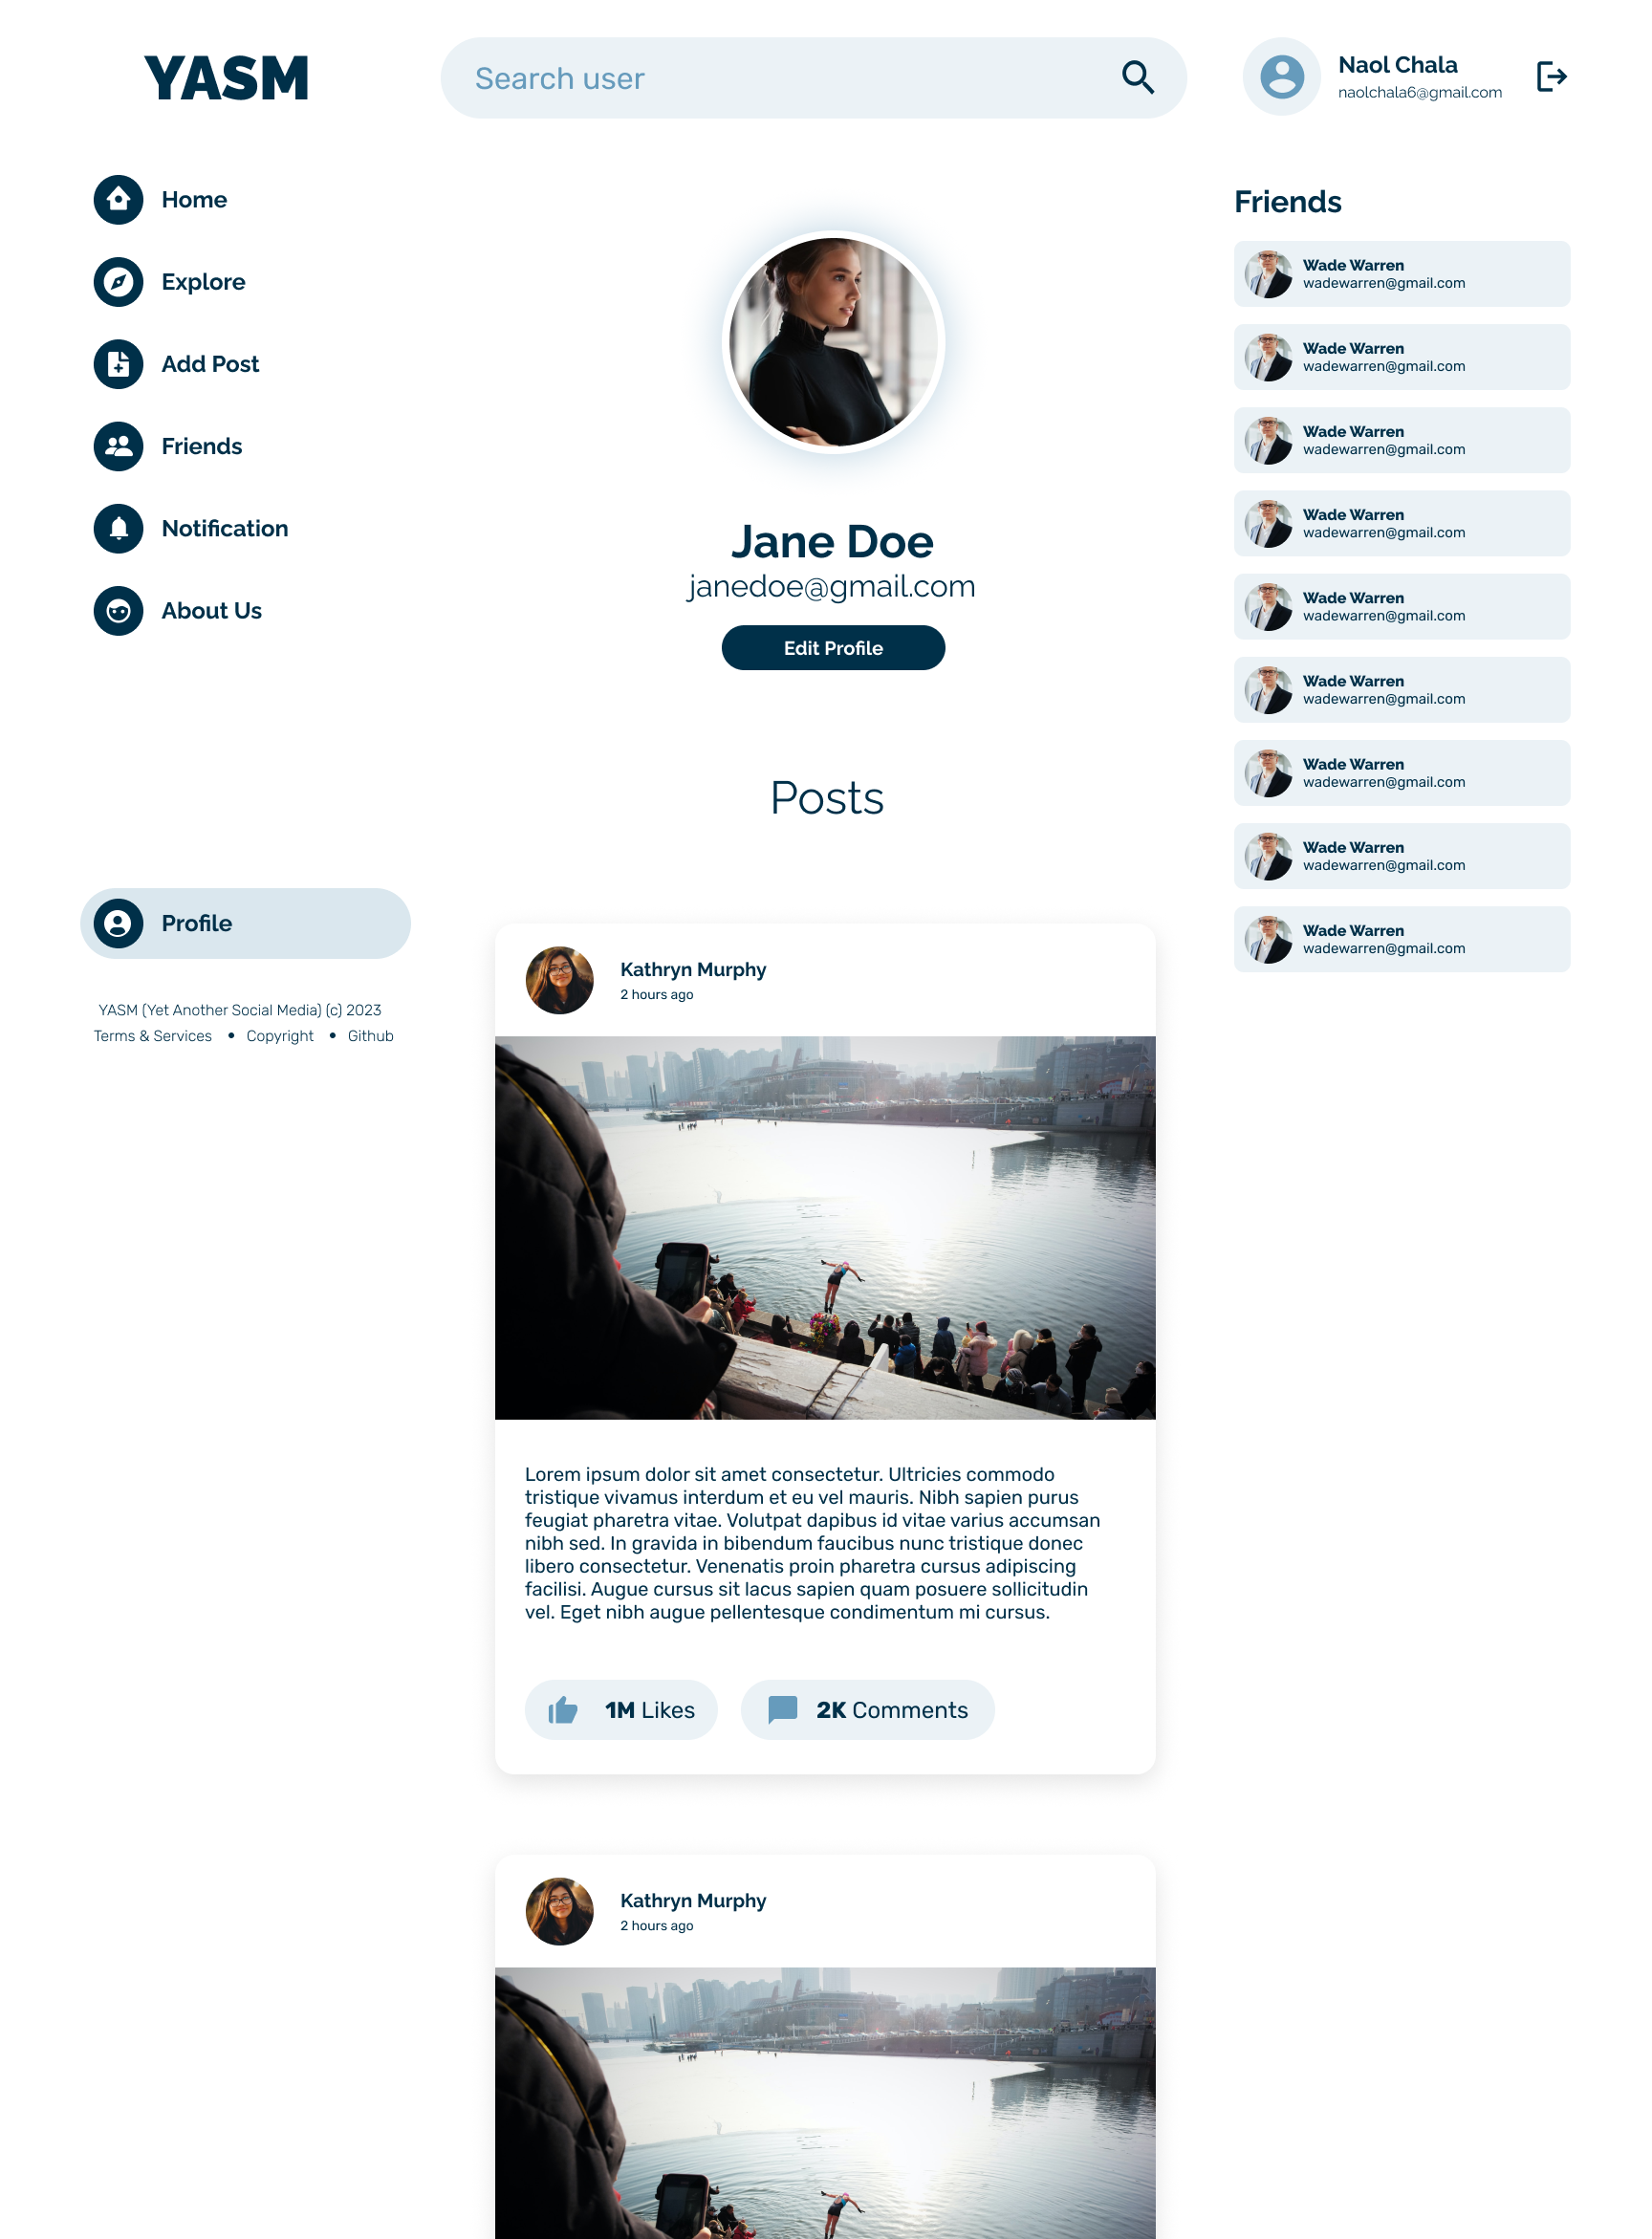 YASM
Search user
Naol Chala
naolchala6@gmail.com
Home
Explore
Add Post
Friends
Notification
About Us
Profile
YASM (Yet Another Social Media) (c) 2023
Terms & Services • Copyright • Github
Jane Doe
janedoe@gmail.com
Edit Profile
Posts
Kathryn Murphy
2 hours ago
Lorem ipsum dolor sit amet consectetur. Ultricies commodo
tristique vivamus interdum et eu vel mauris. Nibh sapien purus
feugiat pharetra vitae. Volutpat dapibus id vitae varius accumsan
nibh sed. In gravida in bibendum faucibus nunc tristique donec
libero consectetur. Venenatis proin pharetra cursus adipiscing
facilisi. Augue cursus sit lacus sapien quam posuere sollicitudin
vel. Eget nibh augue pellentesque condimentum mi cursus.
1M Likes
2K Comments
Kathryn Murphy
2 hours ago
Friends
Wade Warren
wadewarren@gmail.com
Wade Warren
wadewarren@gmail.com
Wade Warren
wadewarren@gmail.com
Wade Warren
wadewarren@gmail.com
Wade Warren
wadewarren@gmail.com
Wade Warren
wadewarren@gmail.com
Wade Warren
wadewarren@gmail.com
Wade Warren
wadewarren@gmail.com
Wade Warren
wadewarren@gmail.com